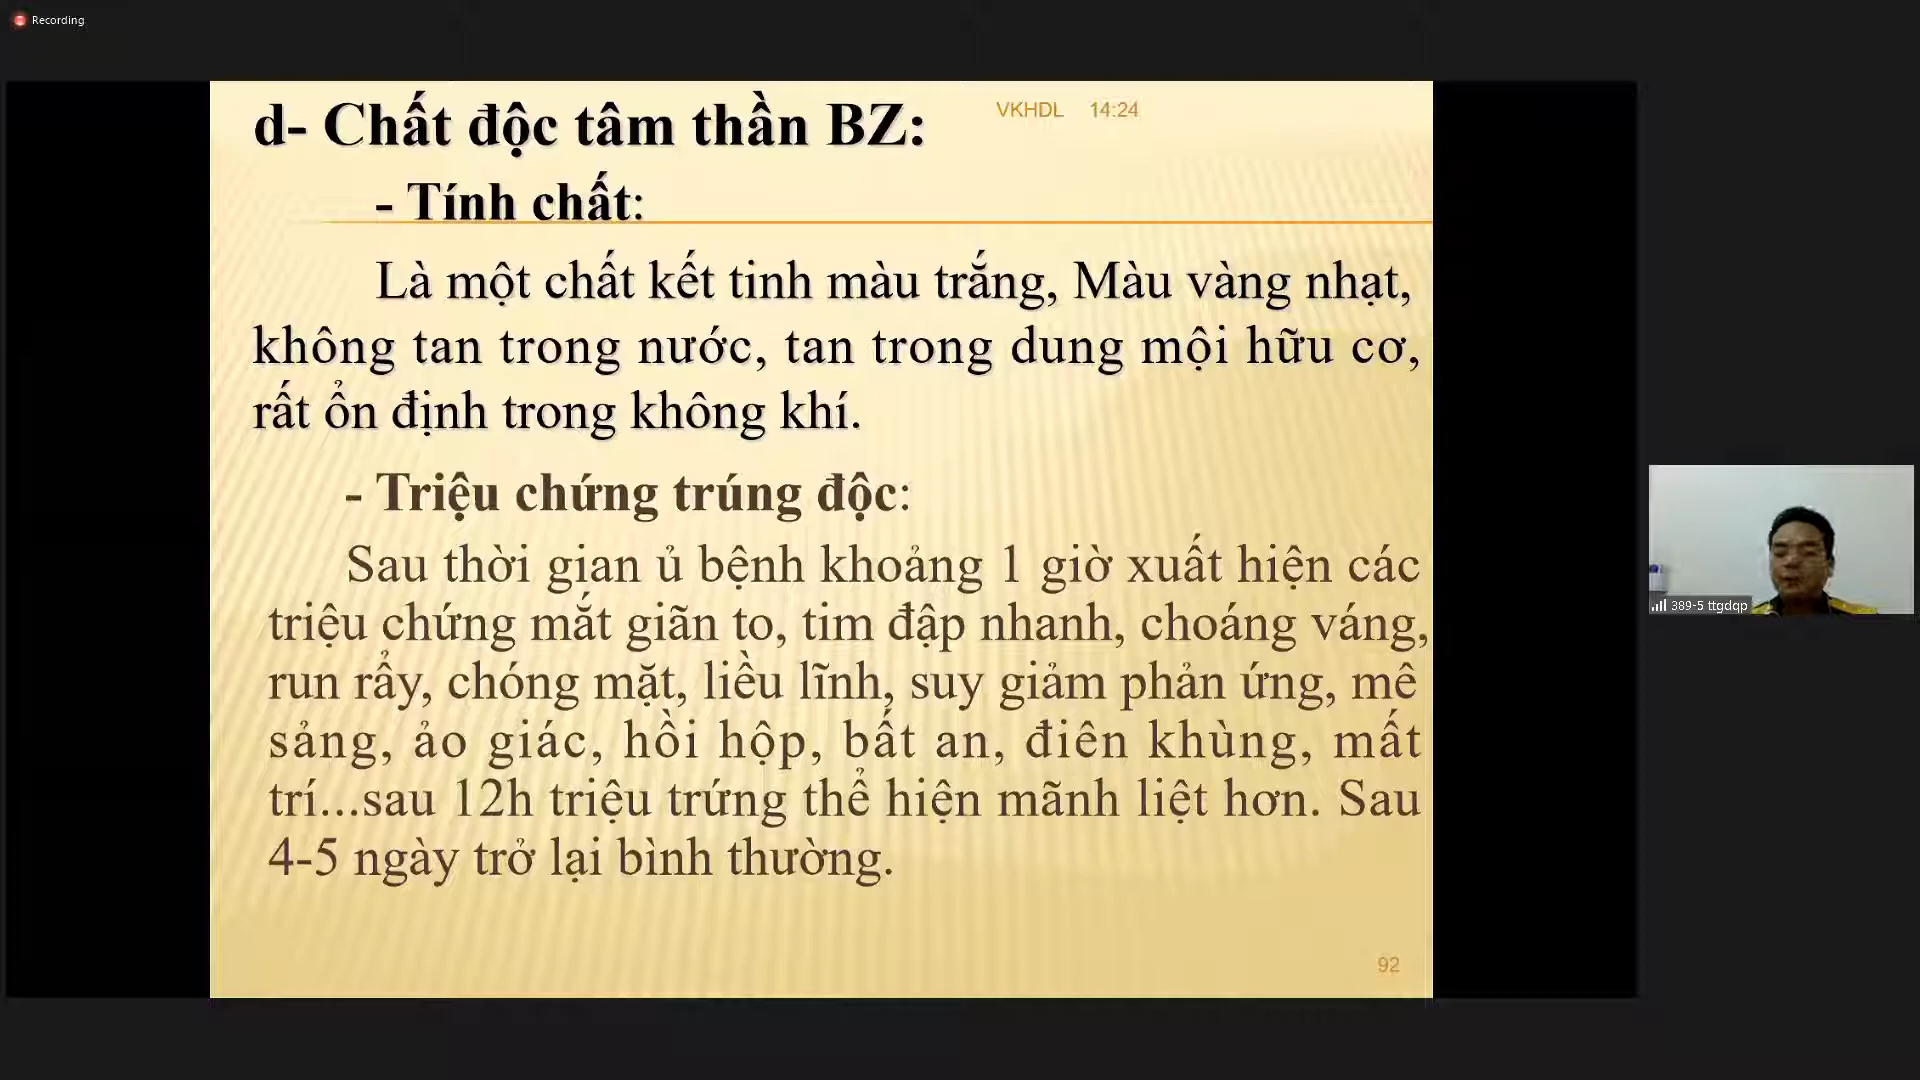 Recording
d- Chất độc tâm thần BZ:
VKHDL 14:24
- Tính chất:
Là một chất kết tinh màu trắng, Màu vàng nhạt,
không tan trong nước, tan trong dung mội hữu cơ,
rất ổn định trong không khí.
- Triệu chứng trúng độc:
Sau thời gian ủ bệnh khoảng 1 giờ xuất hiện các
triệu chứng mắt giãn to, tim đập nhanh, choáng váng,
run rẩy, chóng mặt, liều lĩnh, suy giảm phản ứng, mê
sảng, ảo giác, hồi hộp, bất an, điên khùng, mất
trí...sau 12h triệu trứng thể hiện mãnh liệt hơn. Sau
4-5 ngày trở lại bình thường.
92
389-5 ttgdqp